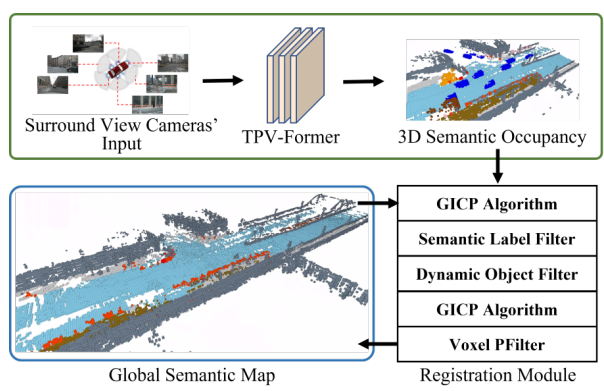 Surround View Cameras'
Input
TPV-Former
3D Semantic Occupancy
GICP Algorithm
Semantic Label Filter
Dynamic Object Filter
GICP Algorithm
Voxel PFilter
Global Semantic Map
Registration Module